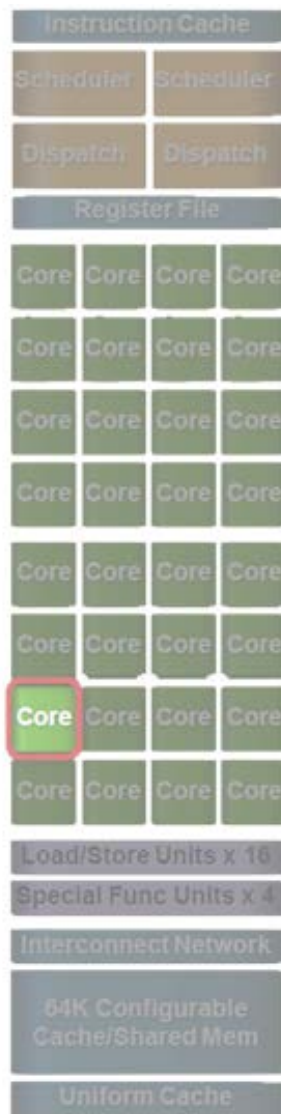 Instruction Cache
Scheduler Scheduler
Dispatch Dispatch
Register File
Core Core Core Core
Core Core Core Core
Core Core Core Core
Core Core Core Core
Core Core Core Core
Core Core Core Core
Core Core Core Core
Core Core Core Core
Load/Store Units x 16
Special Func Units x 4
Interconnect Network
64K Configurable
Cache/Shared Mem
Uniform Cache